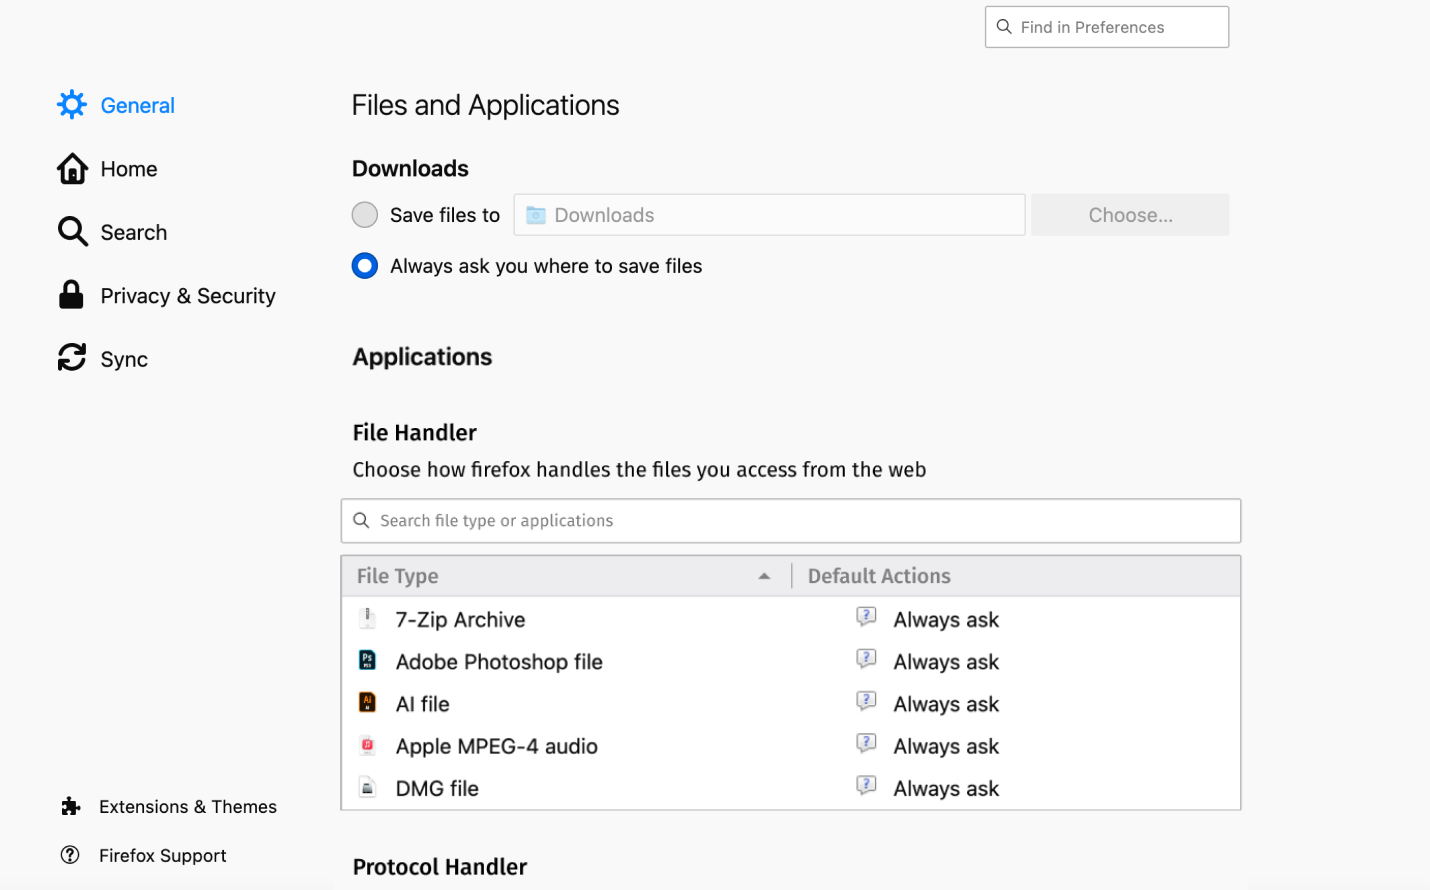 Find in Preferences
General
Home
Search
Privacy & Security
Sync
Extensions & Themes
Firefox Support
Files and Applications
Downloads
Save files to Downloads Choose...
Always ask you where to save files
Applications
File Handler
Choose how firefox handles the files you access from the web
Search file type or applications
File Type Default Actions
7-Zip Archive Always ask
Adobe Photoshop file Always ask
AI file Always ask
Apple MPEG-4 audio Always ask
DMG file Always ask
Protocol Handler